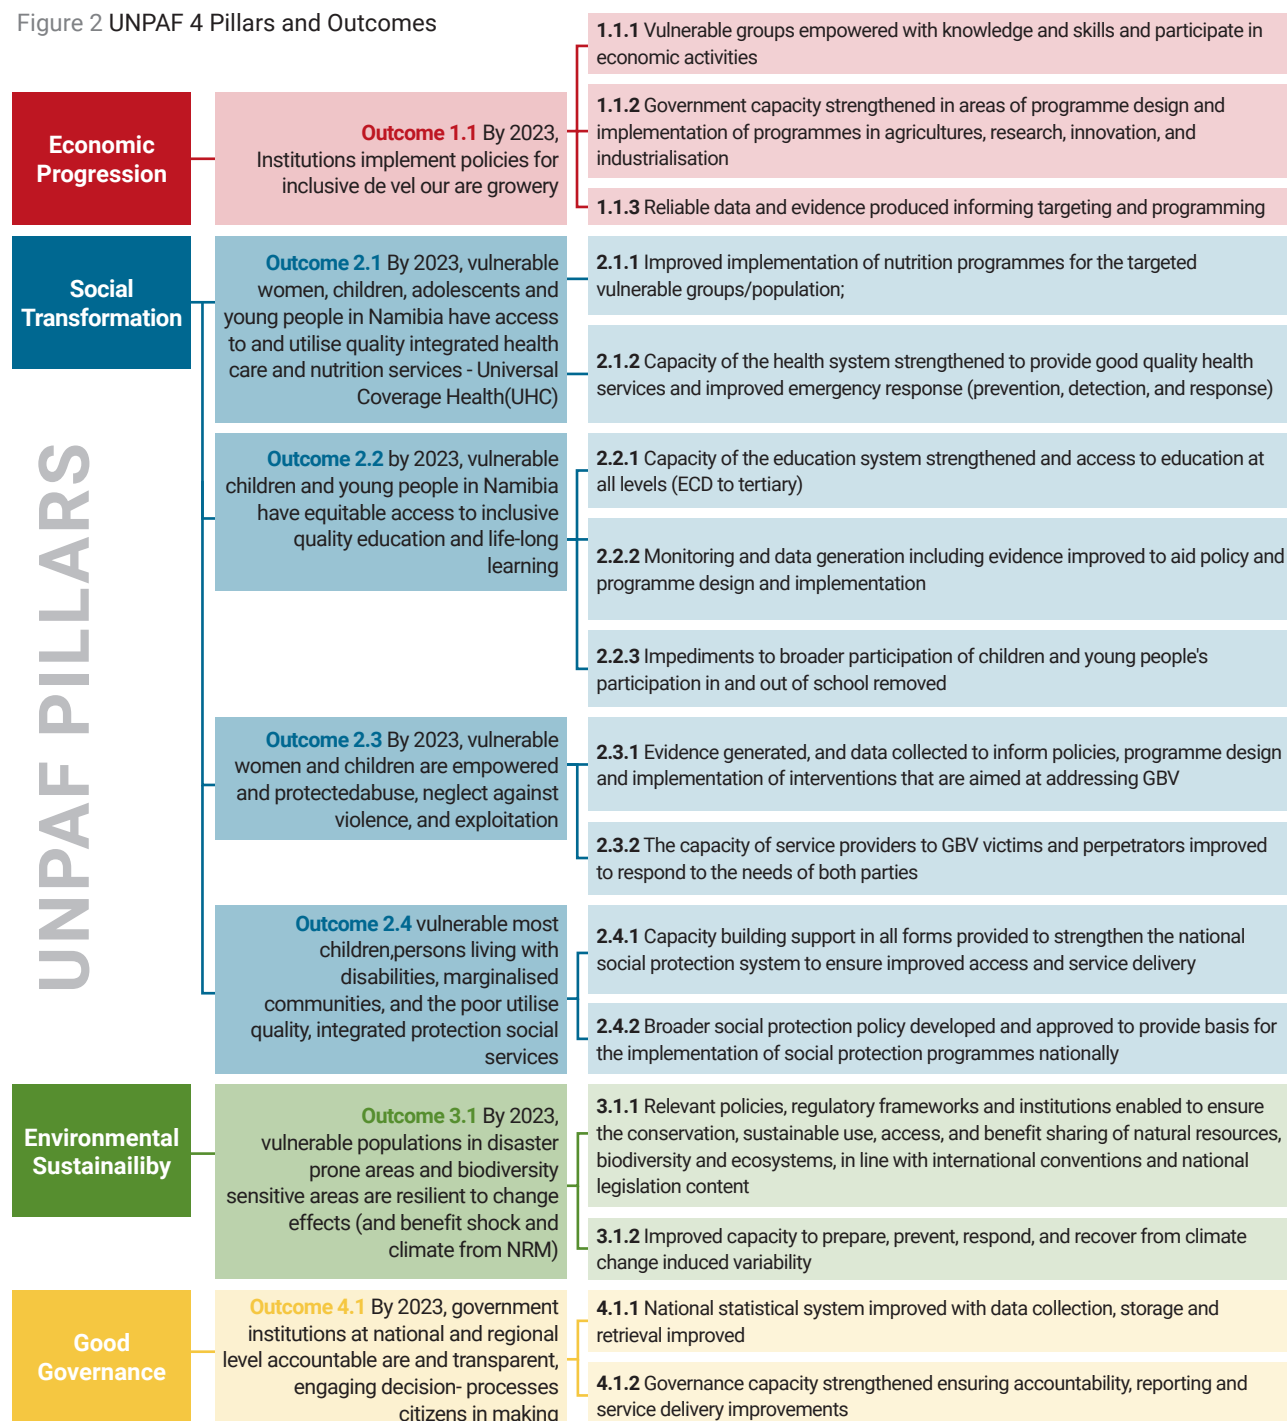 Figure 2 UNPAF 4 Pillars and Outcomes
UNPAF PILLARS
Economic
Progression
Outcome 1.1 By 2023,
Institutions implement policies for
inclusive de vel our are growery
1.1.1 Vulnerable groups empowered with knowledge and skills and participate in
economic activities
1.1.2 Government capacity strengthened in areas of programme design and
implementation of programmes in agricultures, research, innovation, and
industrialisation
1.1.3 Reliable data and evidence produced informing targeting and programming
Social
Transformation
Outcome 2.1 By 2023, vulnerable
women, children, adolescents and
young people in Namibia have access
to and utilise quality integrated health
care and nutrition services - Universal
Coverage Health(UHC)
2.1.1 Improved implementation of nutrition programmes for the targeted
vulnerable groups/population;
2.1.2 Capacity of the health system strengthened to provide good quality health
services and improved emergency response (prevention, detection, and response)
Outcome 2.2 by 2023, vulnerable
children and young people in Namibia
have equitable access to inclusive
quality education and life-long
learning
2.2.1 Capacity of the education system strengthened and access to education at
all levels (ECD to tertiary)
2.2.2 Monitoring and data generation including evidence improved to aid policy and
programme design and implementation
2.2.3 Impediments to broader participation of children and young people's
participation in and out of school removed
Outcome 2.3 By 2023, vulnerable
women and children are empowered
and protectedabuse, neglect against
violence, and exploitation
2.3.1 Evidence generated, and data collected to inform policies, programme design
and implementation of interventions that are aimed at addressing GBV
2.3.2 The capacity of service providers to GBV victims and perpetrators improved
to respond to the needs of both parties
Outcome 2.4 vulnerable most
children,persons living with
disabilities, marginalised
communities, and the poor utilise
quality, integrated protection social
services
2.4.1 Capacity building support in all forms provided to strengthen the national
social protection system to ensure improved access and service delivery
2.4.2 Broader social protection policy developed and approved to provide basis for
the implementation of social protection programmes nationally
Environmental
Sustainailiby
Outcome 3.1 By 2023,
vulnerable populations in disaster
prone areas and biodiversity
sensitive areas are resilient to change
effects (and benefit shock and
climate from NRM)
3.1.1 Relevant policies, regulatory frameworks and institutions enabled to ensure
the conservation, sustainable use, access, and benefit sharing of natural resources,
biodiversity and ecosystems, in line with international conventions and national
legislation content
3.1.2 Improved capacity to prepare, prevent, respond, and recover from climate
change induced variability
Good
Governance
Outcome 4.1 By 2023, government
institutions at national and regional
level accountable are and transparent,
engaging decision- processes
citizens in making
4.1.1 National statistical system improved with data collection, storage and
retrieval improved
4.1.2 Governance capacity strengthened ensuring accountability, reporting and
service delivery improvements